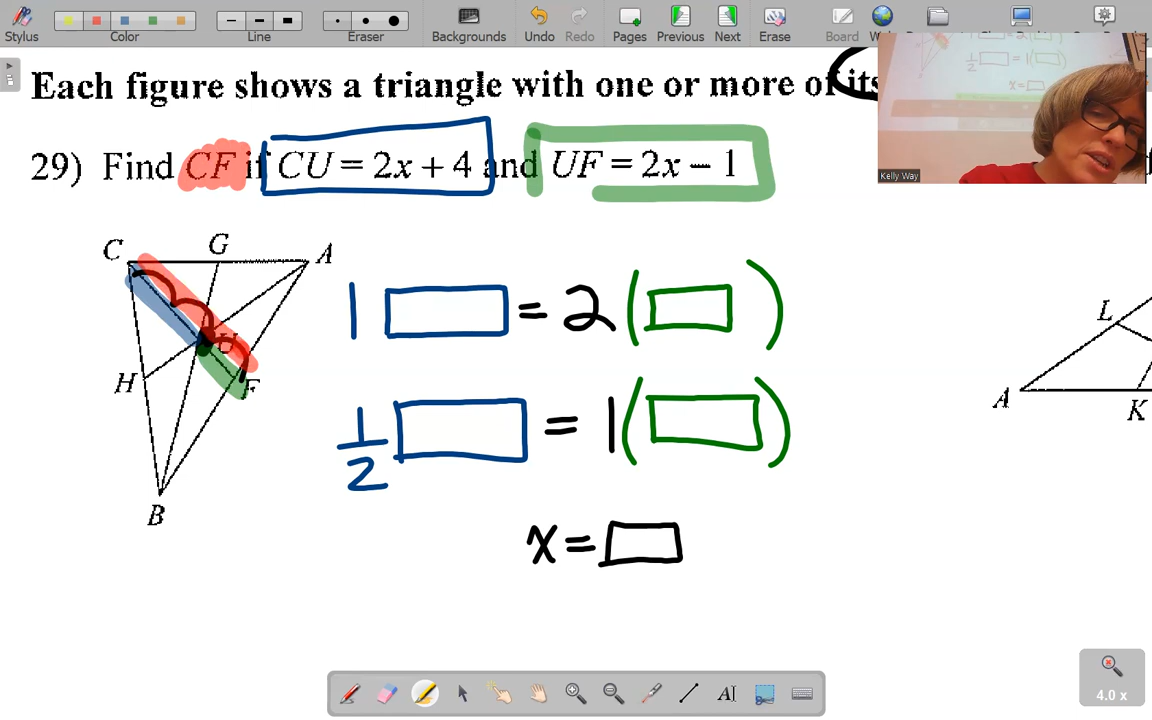 Stylus Color Line Eraser Backgrounds Undo Redo Pages Previous Next Erase Board
Each figure shows a triangle with one or more of its
Kelly Way
29) Find CF if CU = 2x + 4 and UF = 2x − 1
C G A
U
H F
B
1 = 2 ( )
1/2 = 1 ( )
x =
L
A K
4.0 x